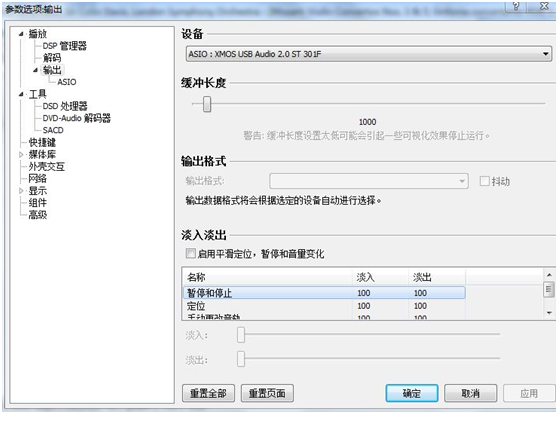 参数选项:输出
播放
DSP 管理器
解码
输出
ASIO
工具
DSD 处理器
DVD-Audio 解码器
SACD
快捷键
媒体库
外壳交互
网络
显示
组件
高级
设备
ASIO : XMOS USB Audio 2.0 ST 301F
缓冲长度
1000
警告: 缓冲长度设置太低可能会引起一些可视化效果停止运行。
输出格式
输出格式:
抖动
输出数据格式将会根据选定的设备自动进行选择。
淡入淡出
启用平滑定位，暂停和音量变化
名称 淡入 淡出
暂停和停止 100 100
定位 100 100
手动更改音轨 100 100
淡入:
淡出:
重置全部 重置页面 确定 取消 应用